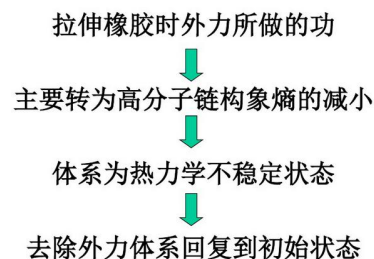 拉伸橡胶时外力所做的功
主要转为高分子链构象熵的减小
体系为热力学不稳定状态
去除外力体系回复到初始状态